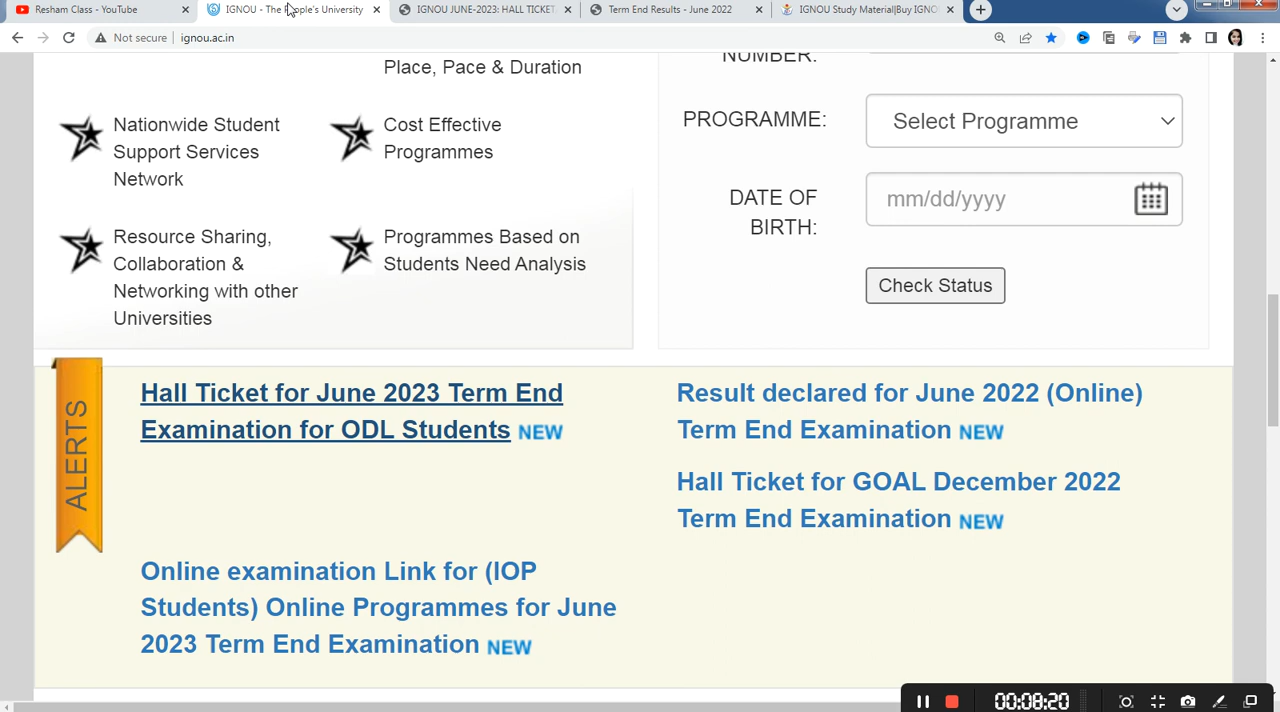 Resham Class - YouTube
IGNOU - The People's University
IGNOU JUNE-2023: HALL TICKET
Term End Results - June 2022
IGNOU Study Material|Buy IGNO
Not secure
ignou.ac.in
Place, Pace & Duration
Nationwide Student
Support Services
Network
Cost Effective
Programmes
Resource Sharing,
Collaboration &
Networking with other
Universities
Programmes Based on
Students Need Analysis
NUMBER:
PROGRAMME:
Select Programme
DATE OF
BIRTH:
mm/dd/yyyy
Check Status
ALERTS
Hall Ticket for June 2023 Term End
Examination for ODL Students NEW
Online examination Link for (IOP
Students) Online Programmes for June
2023 Term End Examination NEW
Result declared for June 2022 (Online)
Term End Examination NEW
Hall Ticket for GOAL December 2022
Term End Examination NEW
00:08:20